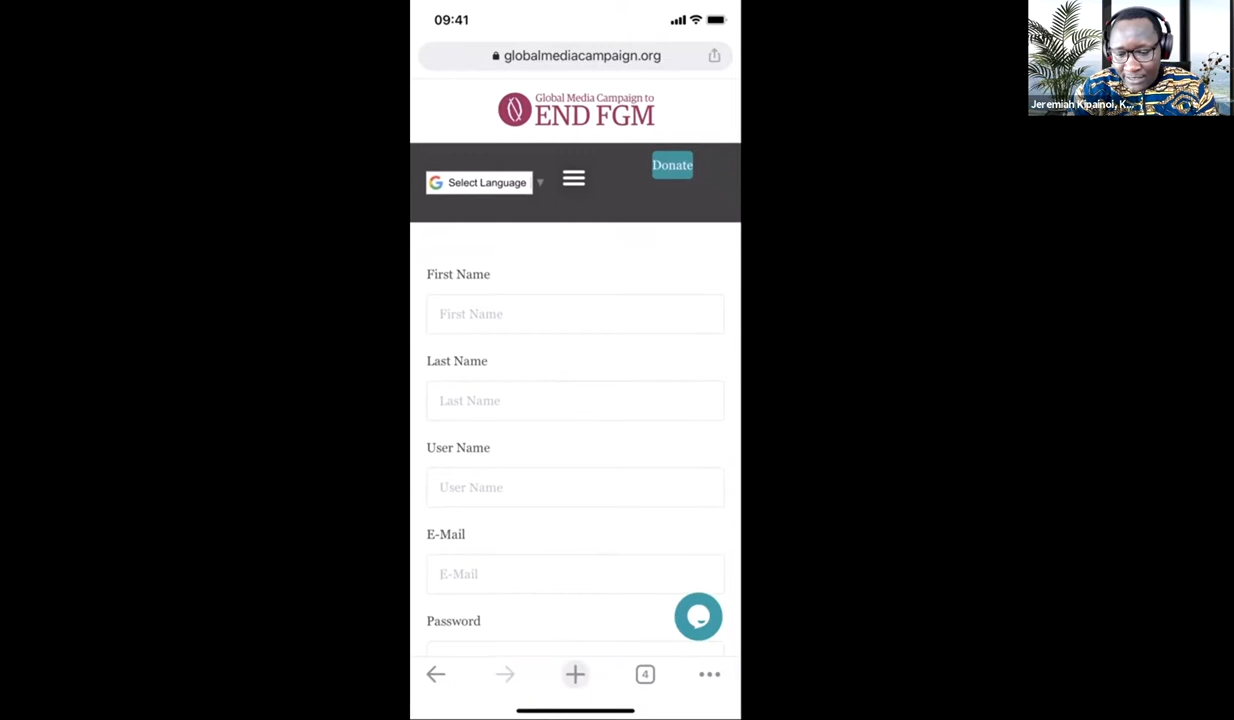 09:41
globalmediacampaign.org
Global Media Campaign to
END FGM
Select Language
Donate
First Name
First Name
Last Name
Last Name
User Name
User Name
E-Mail
E-Mail
Password
4
Jeremiah Kipainoi, K...